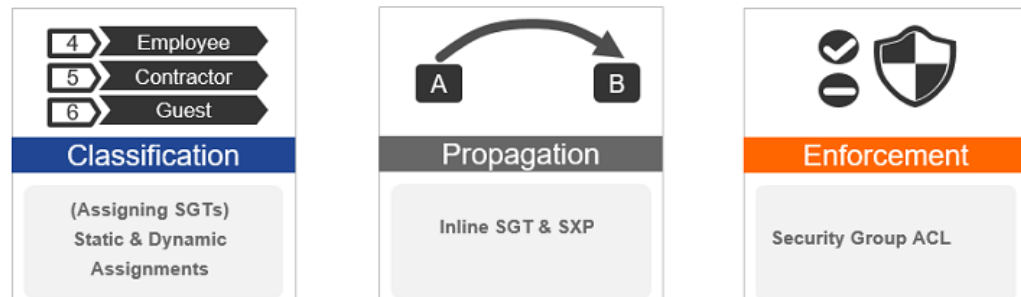 4 Employee
5 Contractor
6 Guest
Classification
(Assigning SGTs)
Static & Dynamic
Assignments
A B
Propagation
Inline SGT & SXP
Enforcement
Security Group ACL